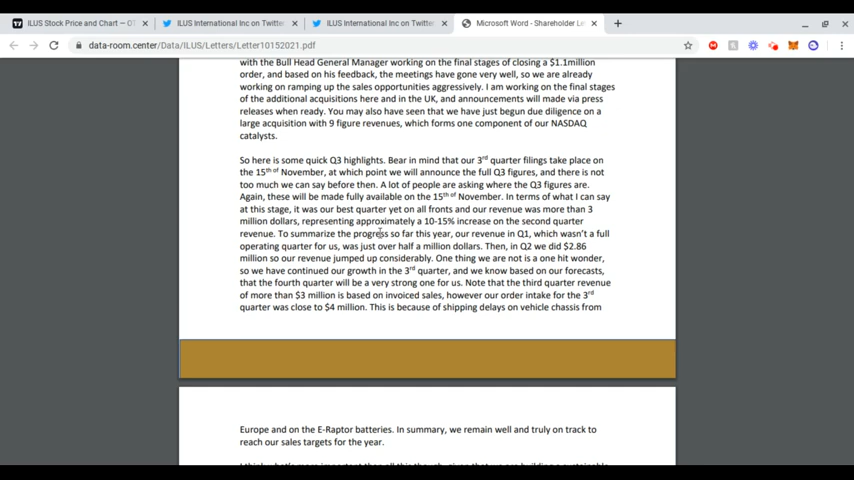 ILUS Stock Price and Chart — OT
ILUS International Inc on Twitter
ILUS International Inc on Twitter
Microsoft Word - Shareholder Le
data-room.center/Data/ILUS/Letters/Letter10152021.pdf
with the Bull Head General Manager working on the final stages of closing a $1.1million
order, and based on his feedback, the meetings have gone very well, so we are already
working on ramping up the sales opportunities aggressively. I am working on the final stages
of the additional acquisitions here and in the UK, and announcements will made via press
releases when ready. You may also have seen that we have just begun due diligence on a
large acquisition with 9 figure revenues, which forms one component of our NASDAQ
catalysts.
So here is some quick Q3 highlights. Bear in mind that our 3rd quarter filings take place on
the 15th of November, at which point we will announce the full Q3 figures, and there is not
too much we can say before then. A lot of people are asking where the Q3 figures are.
Again, these will be made fully available on the 15th of November. In terms of what I can say
at this stage, it was our best quarter yet on all fronts and our revenue was more than 3
million dollars, representing approximately a 10-15% increase on the second quarter
revenue. To summarize the progress so far this year, our revenue in Q1, which wasn't a full
operating quarter for us, was just over half a million dollars. Then, in Q2 we did $2.86
million so our revenue jumped up considerably. One thing we are not is a one hit wonder,
so we have continued our growth in the 3rd quarter, and we know based on our forecasts,
that the fourth quarter will be a very strong one for us. Note that the third quarter revenue
of more than $3 million is based on invoiced sales, however our order intake for the 3rd
quarter was close to $4 million. This is because of shipping delays on vehicle chassis from
Europe and on the E-Raptor batteries. In summary, we remain well and truly on track to
reach our sales targets for the year.